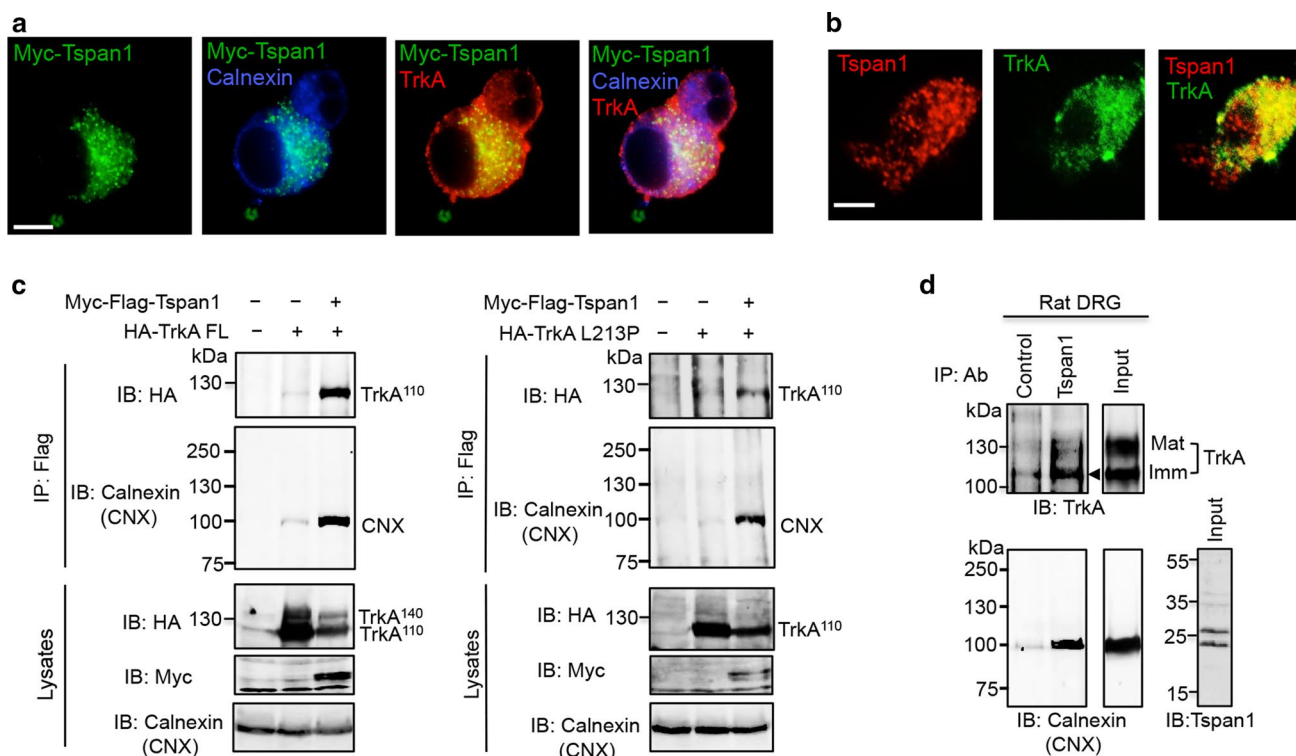 a
Myc-Tspan1
Myc-Tspan1
Calnexin
Myc-Tspan1
TrkA
Myc-Tspan1
Calnexin
TrkA
b
Tspan1
TrkA
Tspan1
TrkA
c
Myc-Flag-Tspan1 – – +
HA-TrkA FL – + +
kDa
IP: Flag
IB: HA
130
TrkA110
250
130
IB: Calnexin
(CNX)
100
CNX
75
Lysates
IB: HA
130
TrkA140
TrkA110
IB: Myc
IB: Calnexin
(CNX)
Myc-Flag-Tspan1 – – +
HA-TrkA L213P – + +
kDa
IP: Flag
IB: HA
130
TrkA110
250
130
IB: Calnexin
(CNX)
100
CNX
75
Lysates
IB: HA
130
TrkA110
IB: Myc
IB: Calnexin
(CNX)
d
Rat DRG
IP: Ab
Control
Tspan1
Input
kDa
130
100
Mat
Imm
TrkA
IB: TrkA
kDa
250
130
100
75
IB: Calnexin
(CNX)
Input
55
35
25
15
IB:Tspan1